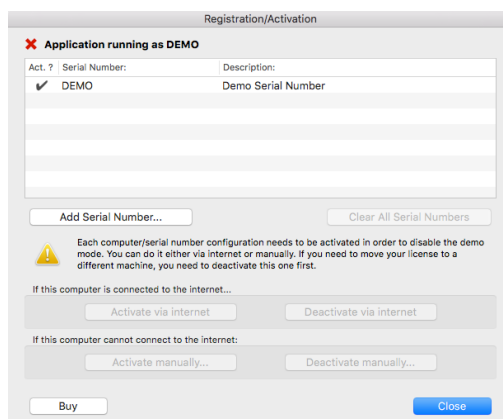 Registration/Activation
Application running as DEMO
Act. ? Serial Number: Description:
DEMO Demo Serial Number
Add Serial Number... Clear All Serial Numbers
Each computer/serial number configuration needs to be activated in order to disable the demo
mode. You can do it either via internet or manually. If you need to move your license to a
different machine, you need to deactivate this one first.
If this computer is connected to the internet...
Activate via internet Deactivate via internet
If this computer cannot connect to the internet:
Activate manually... Deactivate manually...
Buy Close